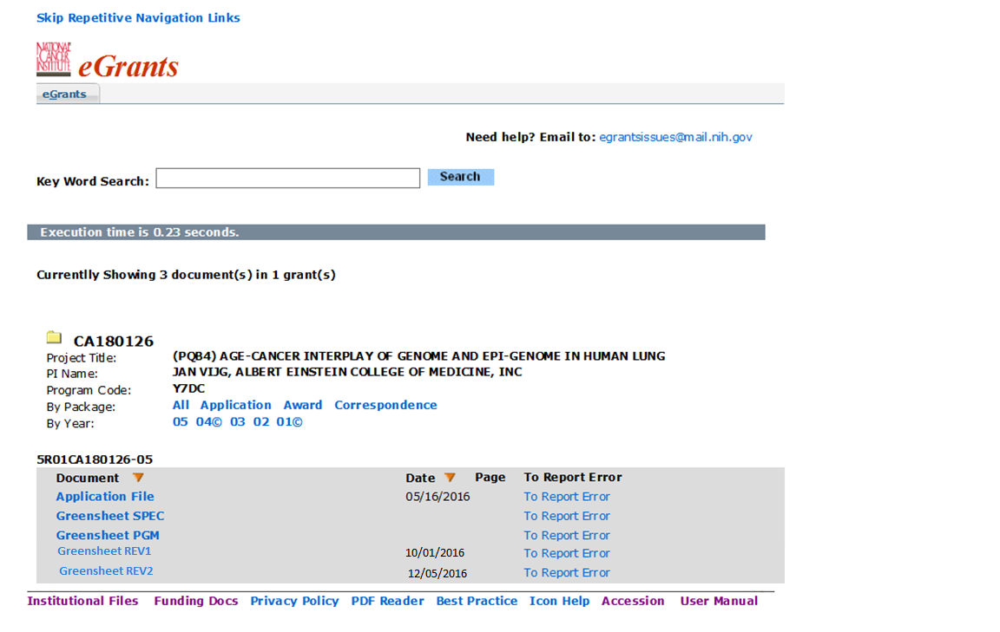 Skip Repetitive Navigation Links
NATIONAL
CANCER
INSTITUTE
eGrants
eGrants
Need help? Email to: egrantsissues@mail.nih.gov
Key Word Search: Search
Execution time is 0.23 seconds.
Currentlly Showing 3 document(s) in 1 grant(s)
CA180126
Project Title: (PQB4) AGE-CANCER INTERPLAY OF GENOME AND EPI-GENOME IN HUMAN LUNG
PI Name: JAN VIJG, ALBERT EINSTEIN COLLEGE OF MEDICINE, INC
Program Code: Y7DC
By Package: All Application Award Correspondence
By Year: 05 04© 03 02 01©
5R01CA180126-05
Document Date Page To Report Error
Application File 05/16/2016 To Report Error
Greensheet SPEC To Report Error
Greensheet PGM To Report Error
Greensheet REV1 10/01/2016 To Report Error
Greensheet REV2 12/05/2016 To Report Error
Institutional Files Funding Docs Privacy Policy PDF Reader Best Practice Icon Help Accession User Manual